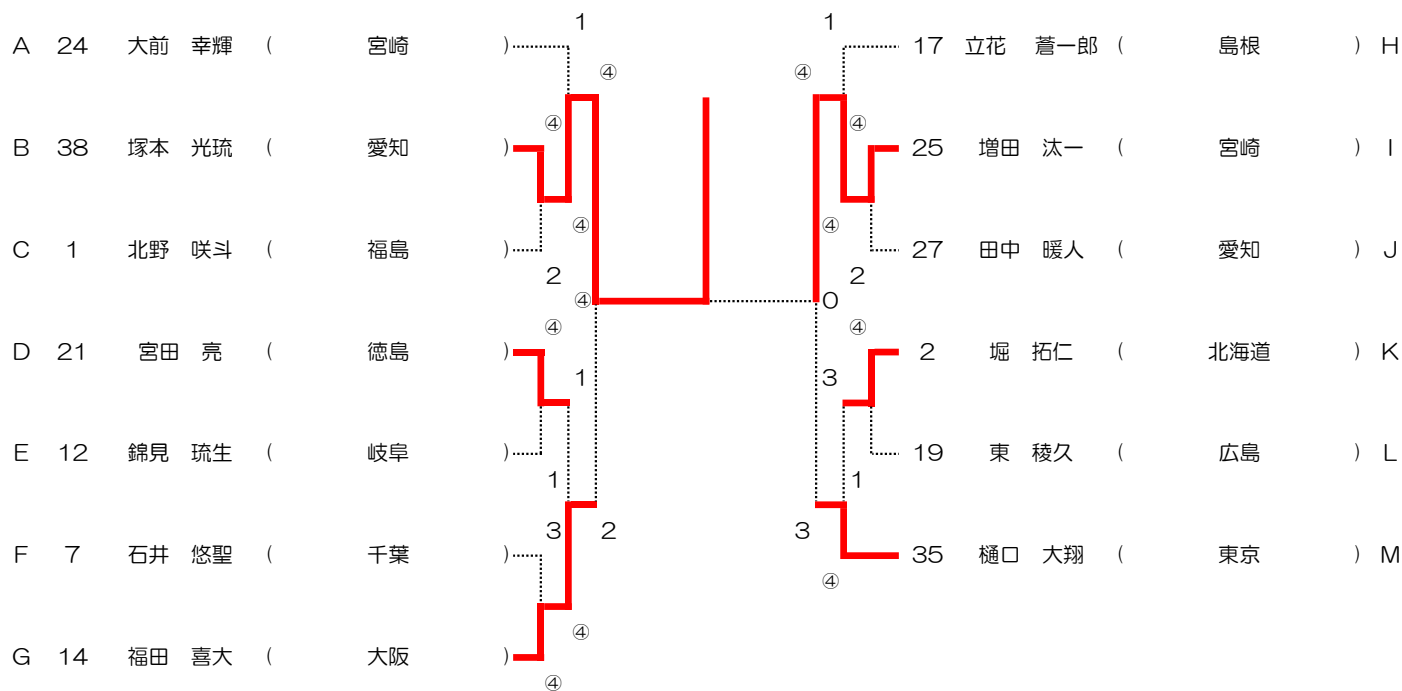 1 1
A 24 大前 幸輝 ( 宮崎 ) 17 立花 蒼一郎 ( 島根 ) H
④ ④
④ ④
B 38 塚本 光琉 ( 愛知 ) 25 増田 汰一 ( 宮崎 ) I
④ ④
C 1 北野 咲斗 ( 福島 ) 27 田中 暖人 ( 愛知 ) J
2 2
④ 0
④ ④
D 21 宮田 亮 ( 徳島 ) 2 堀 拓仁 ( 北海道 ) K
1 3
E 12 錦見 琉生 ( 岐阜 ) 19 東 稜久 ( 広島 ) L
1 1
3 2 3
F 7 石井 悠聖 ( 千葉 ) 35 樋口 大翔 ( 東京 ) M
④
④
G 14 福田 喜大 ( 大阪 )
④